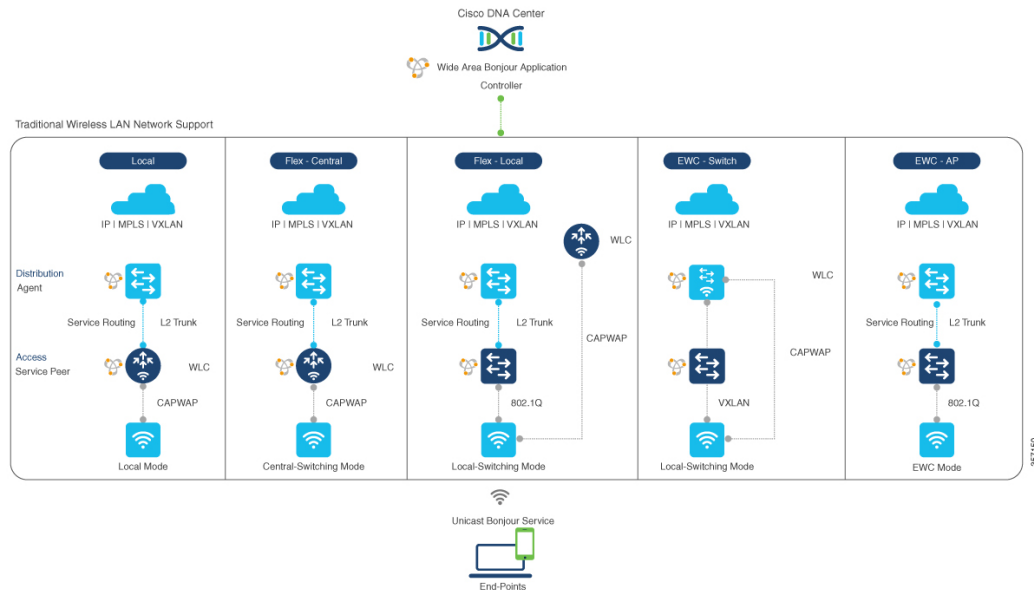 Cisco DNA Center
Wide Area Bonjour Application
Controller
Traditional Wireless LAN Network Support
Local
Flex - Central
Flex - Local
EWC - Switch
EWC - AP
IP | MPLS | VXLAN
IP | MPLS | VXLAN
IP | MPLS | VXLAN
IP | MPLS | VXLAN
IP | MPLS | VXLAN
WLC
Distribution
Agent
WLC
Service Routing
L2 Trunk
Service Routing
L2 Trunk
Service Routing
L2 Trunk
Service Routing
L2 Trunk
CAPWAP
CAPWAP
Access
Service Peer
WLC
WLC
CAPWAP
CAPWAP
802.1Q
VXLAN
802.1Q
Local Mode
Central-Switching Mode
Local-Switching Mode
Local-Switching Mode
EWC Mode
357150
Unicast Bonjour Service
End-Points